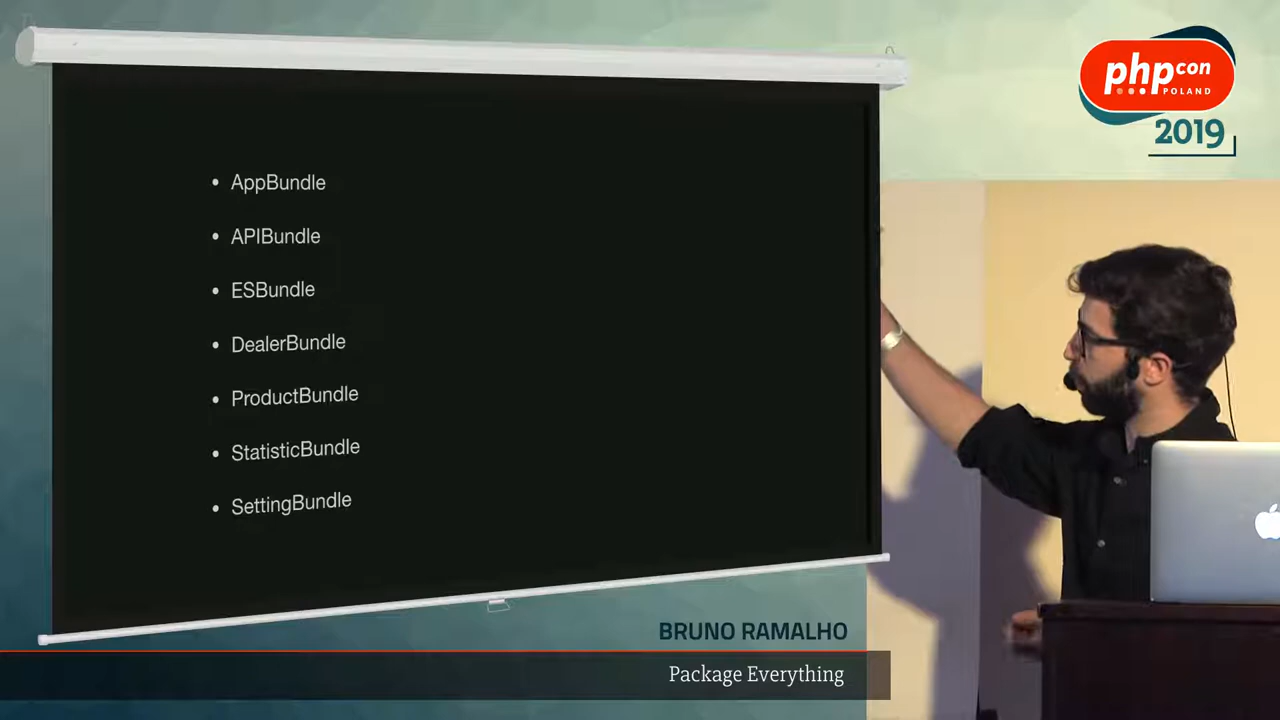 php con
POLAND
2019
• AppBundle
• APIBundle
• ESBundle
• DealerBundle
• ProductBundle
• StatisticBundle
• SettingBundle
BRUNO RAMALHO
Package Everything